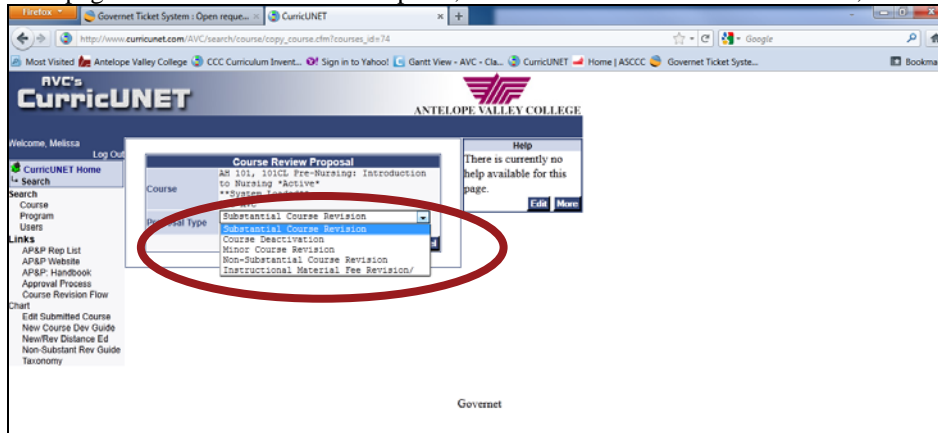 Firefox
Governet Ticket System : Open reque...
CurricUNET
http://www.curricunet.com/AVC/search/course/copy_course.cfm?courses_id=74
Google
Most Visited
Antelope Valley College
CCC Curriculum Invent...
Sign in to Yahoo!
Gantt View - AVC - Cla...
CurricUNET
Home | ASCCC
Governet Ticket Syste...
Bookma
AVC's
CurricUNET
ANTELOPE VALLEY COLLEGE
Welcome, Melissa
Log Out
CurricUNET Home
Search
Search
Course
Program
Users
Links
AP&P Rep List
AP&P Website
AP&P: Handbook
Approval Process
Course Revision Flow
Chart
Edit Submitted Course
New Course Dev Guide
New/Rev Distance Ed
Non-Substant Rev Guide
Taxonomy
Course Review Proposal
Course
AH 101, 101CL Pre-Nursing: Introduction
to Nursing *Active*
**System Loaded**
Proposal Type
Substantial Course Revision
Substantial Course Revision
Course Deactivation
Minor Course Revision
Non-Substantial Course Revision
Instructional Material Fee Revision/
Help
There is currently no
help available for this
page.
Edit
More
Governet